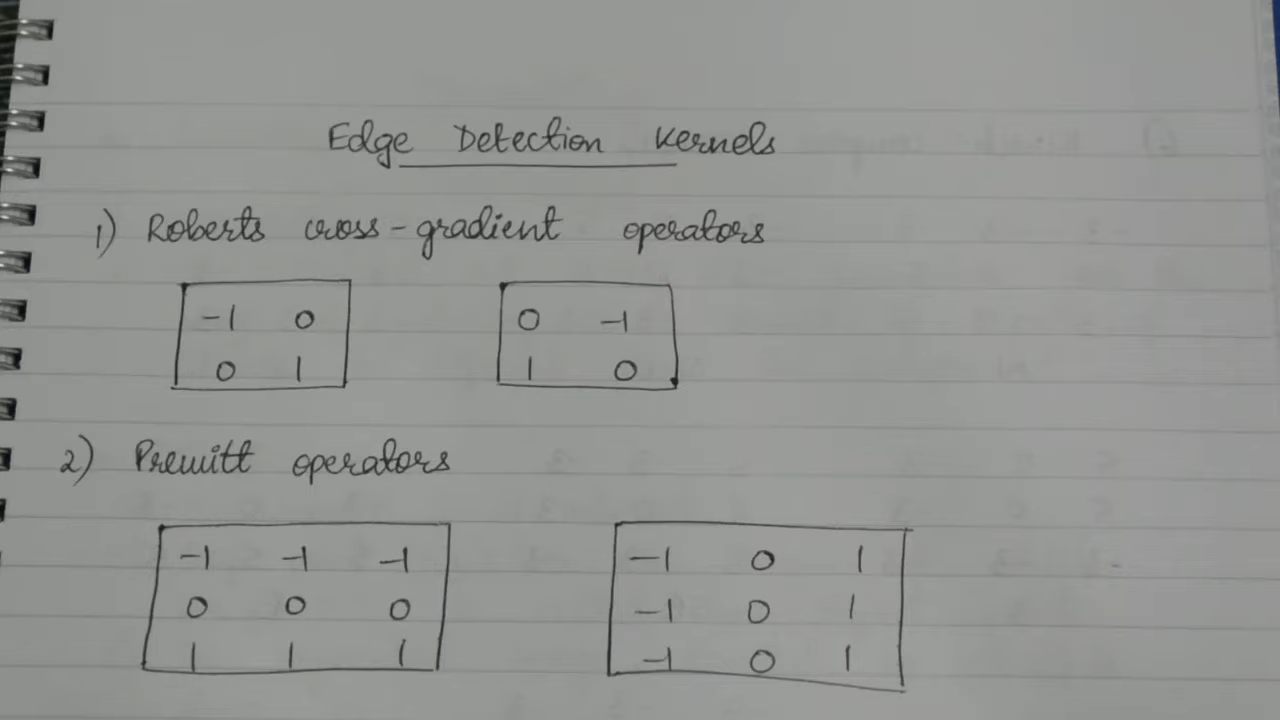 Edge Detection Kernels
1) Roberts cross-gradient operators
-1 0 0 -1
0 1 1 0
2) Prewitt operators
-1 -1 -1 -1 0 1
0 0 0 -1 0 1
1 1 1 -1 0 1